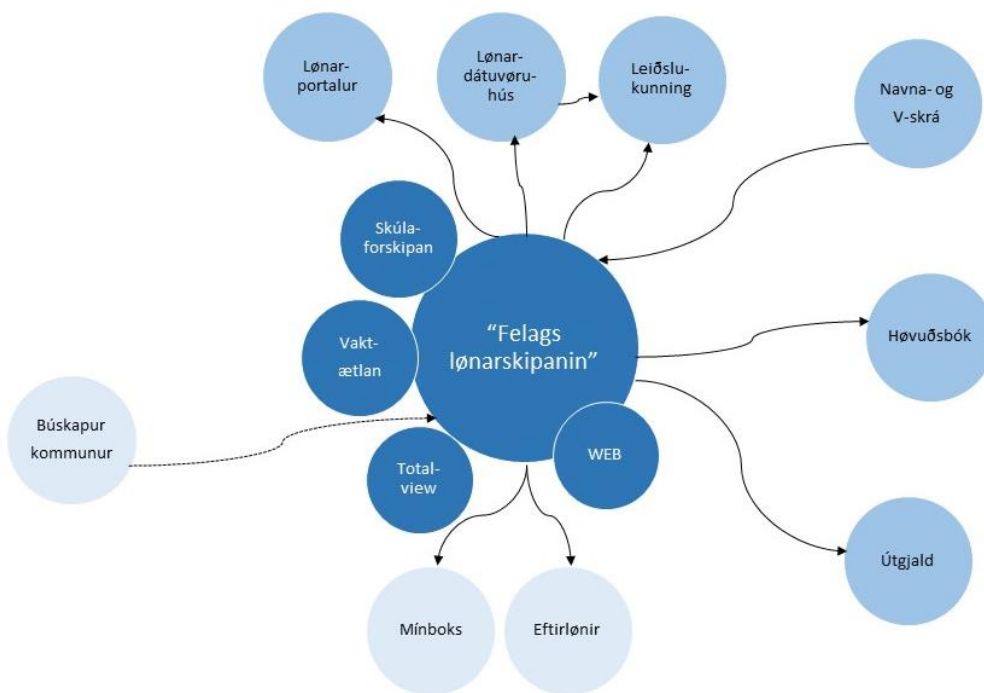 Lønar-
portalur
Lønar-
dátuvøru-
hús
Leiðslu-
kunning
Navna- og
V-skrá
Skúla-
forskipan
Vakt-
ætlan
“Felags
lønarskipanin”
Høvuðsbók
Búskapur
kommunur
Total-
view
WEB
Útgjald
Mínboks
Eftirlønir